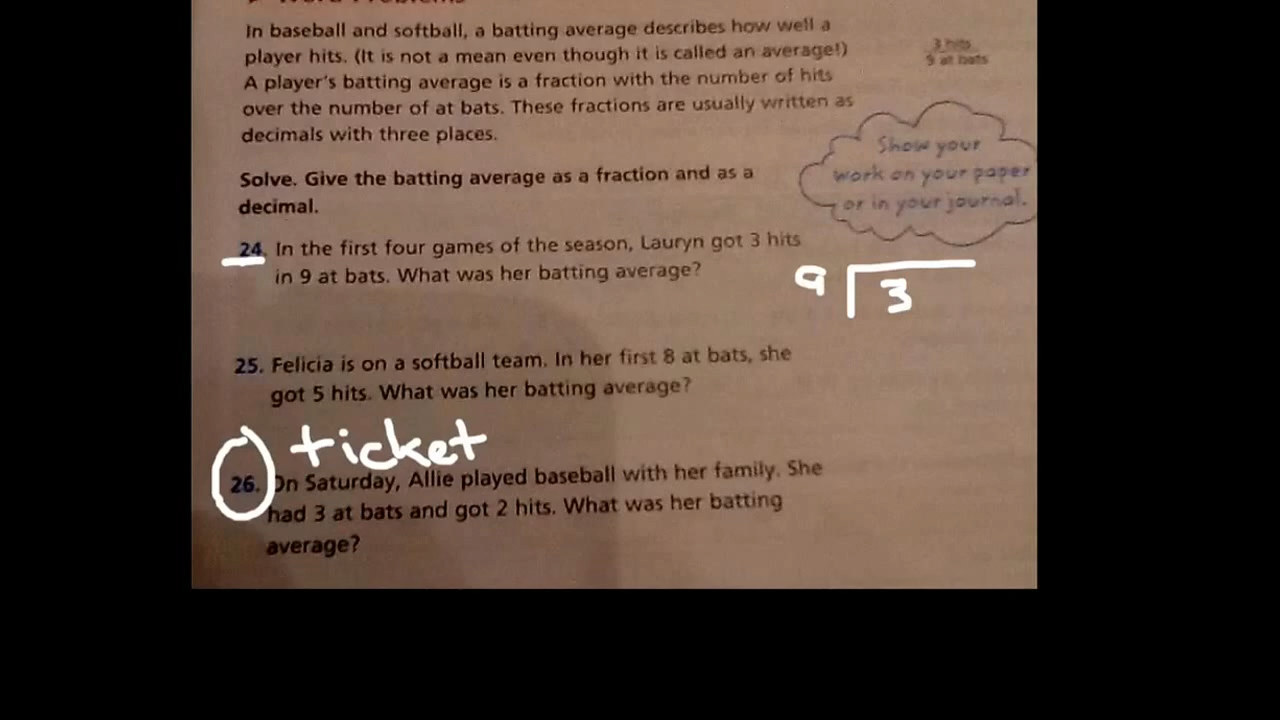 Word Problems
In baseball and softball, a batting average describes how well a
player hits. (It is not a mean even though it is called an average!)
A player's batting average is a fraction with the number of hits
over the number of at bats. These fractions are usually written as
decimals with three places.
3 hits
9 at bats
Show your
work on your paper
or in your journal.
Solve. Give the batting average as a fraction and as a
decimal.
24. In the first four games of the season, Lauryn got 3 hits
in 9 at bats. What was her batting average?
9 3
25. Felicia is on a softball team. In her first 8 at bats, she
got 5 hits. What was her batting average?
ticket
26. On Saturday, Allie played baseball with her family. She
had 3 at bats and got 2 hits. What was her batting
average?